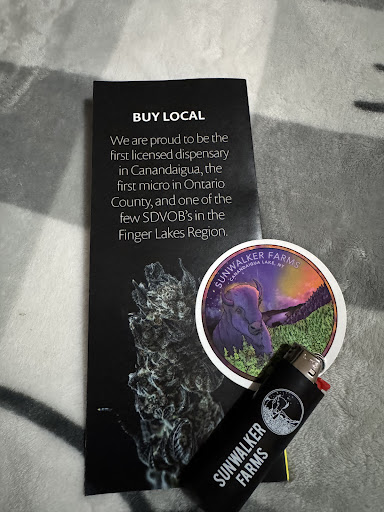 BUY LOCAL
We are proud to be the
first licensed dispensary
in Canandaigua, the
first micro in Ontario
County, and one of the
few SDVOB's in the
Finger Lakes Region.
SUNWALKER FARMS
CANANDAIGUA LAKE, NY
SUNWALKER
FARMS